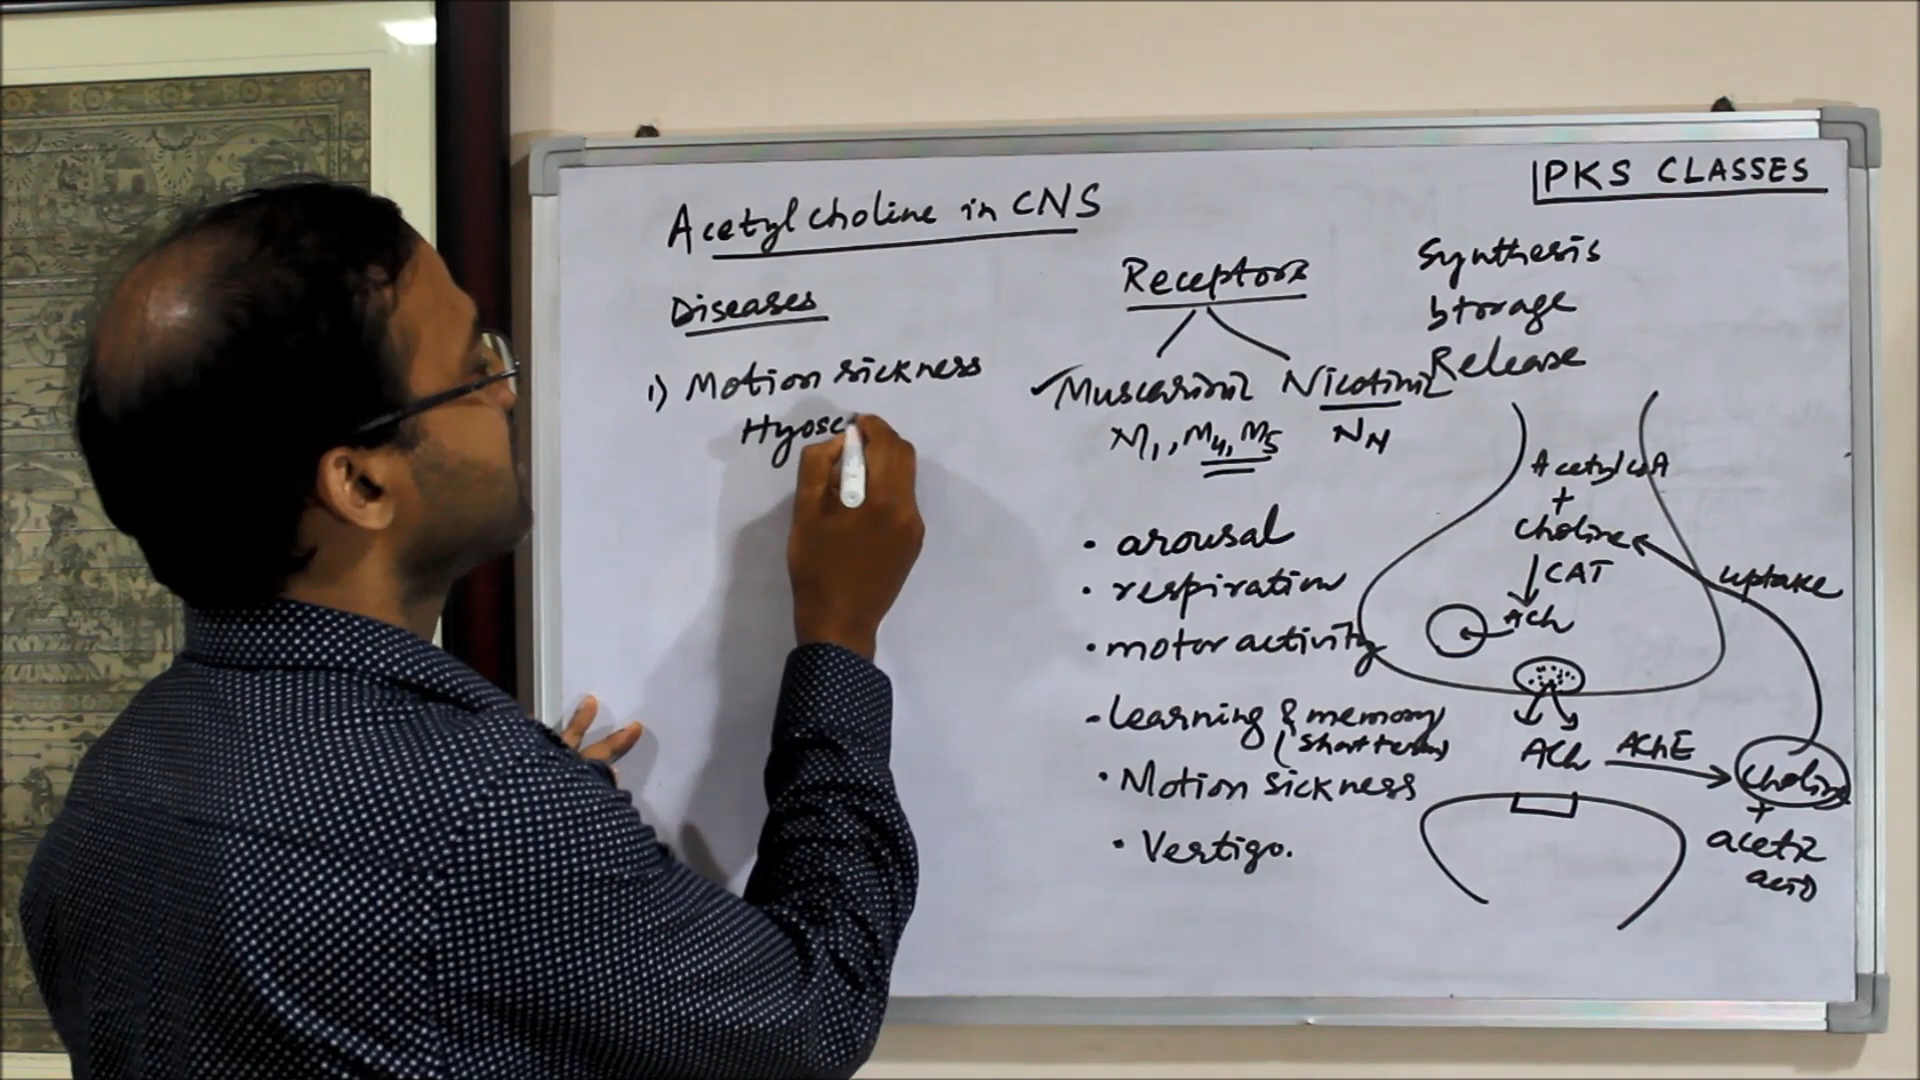 PKS CLASSES
Acetylcholine in CNS
Diseases
1) Motion sickness
Hyosc
Receptors
Muscarinic Nicotinic
M1, M4, M5
NN
• arousal
• respiration
• motor activity
- learning & memory
(short term)
• Motion sickness
• Vertigo.
Synthesis
Storage
Release
Acetyl coA
+
choline
CAT
ACh
uptake
ACh
AChE
choline
+
acetic
acid